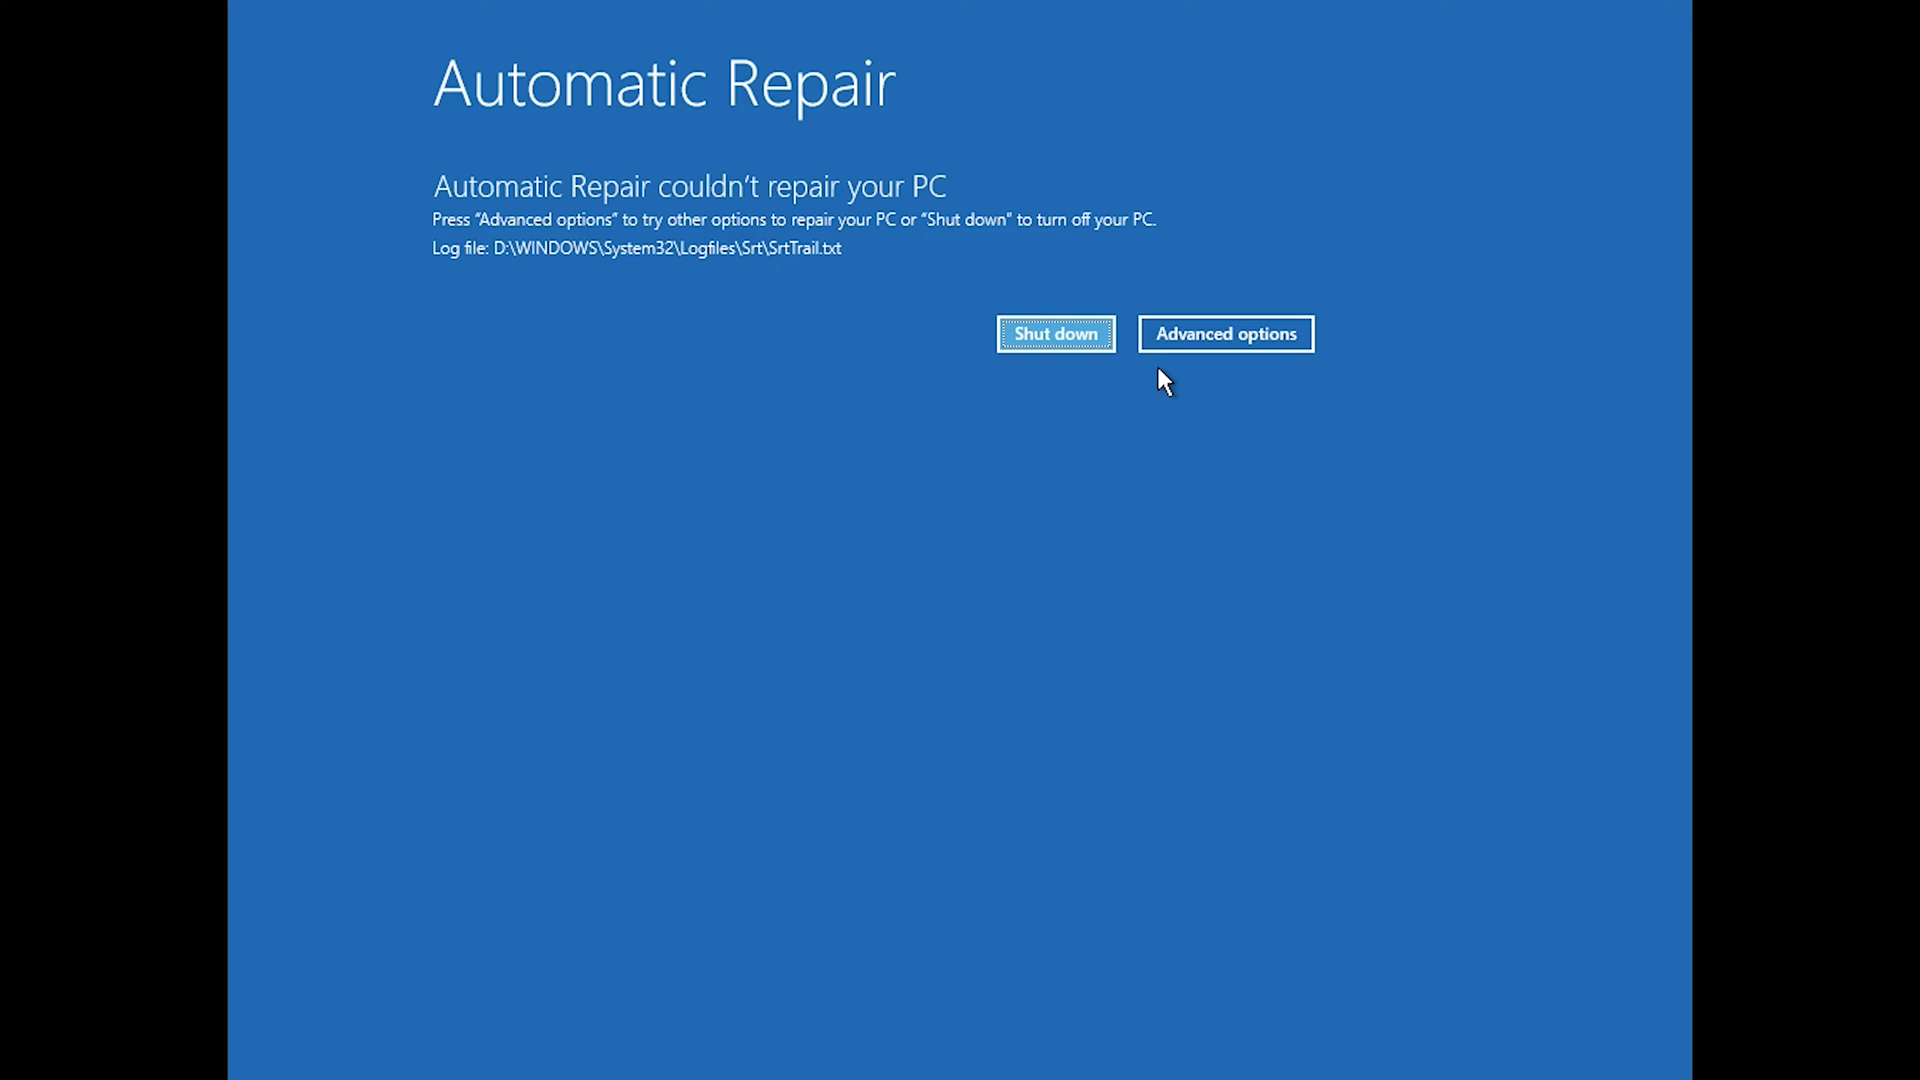 Automatic Repair
Automatic Repair couldn’t repair your PC
Press “Advanced options” to try other options to repair your PC or “Shut down” to turn off your PC.
Log file: D:\WINDOWS\System32\Logfiles\Srt\SrtTrail.txt
Shut down
Advanced options